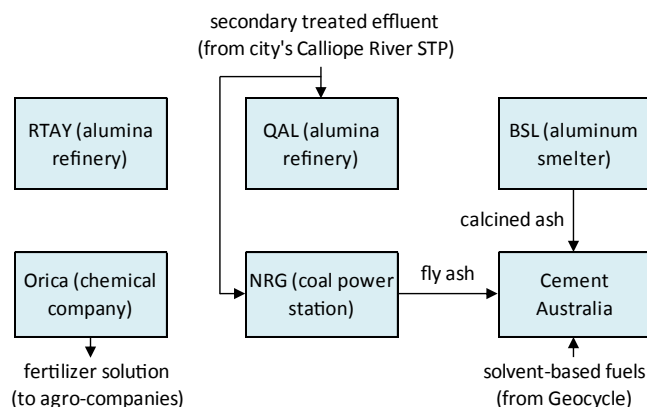 secondary treated effluent
(from city's Calliope River STP)
RTAY (alumina
refinery)
QAL (alumina
refinery)
BSL (aluminum
smelter)
calcined ash
Orica (chemical
company)
NRG (coal power
station)
fly ash
Cement
Australia
fertilizer solution
(to agro-companies)
solvent-based fuels
(from Geocycle)